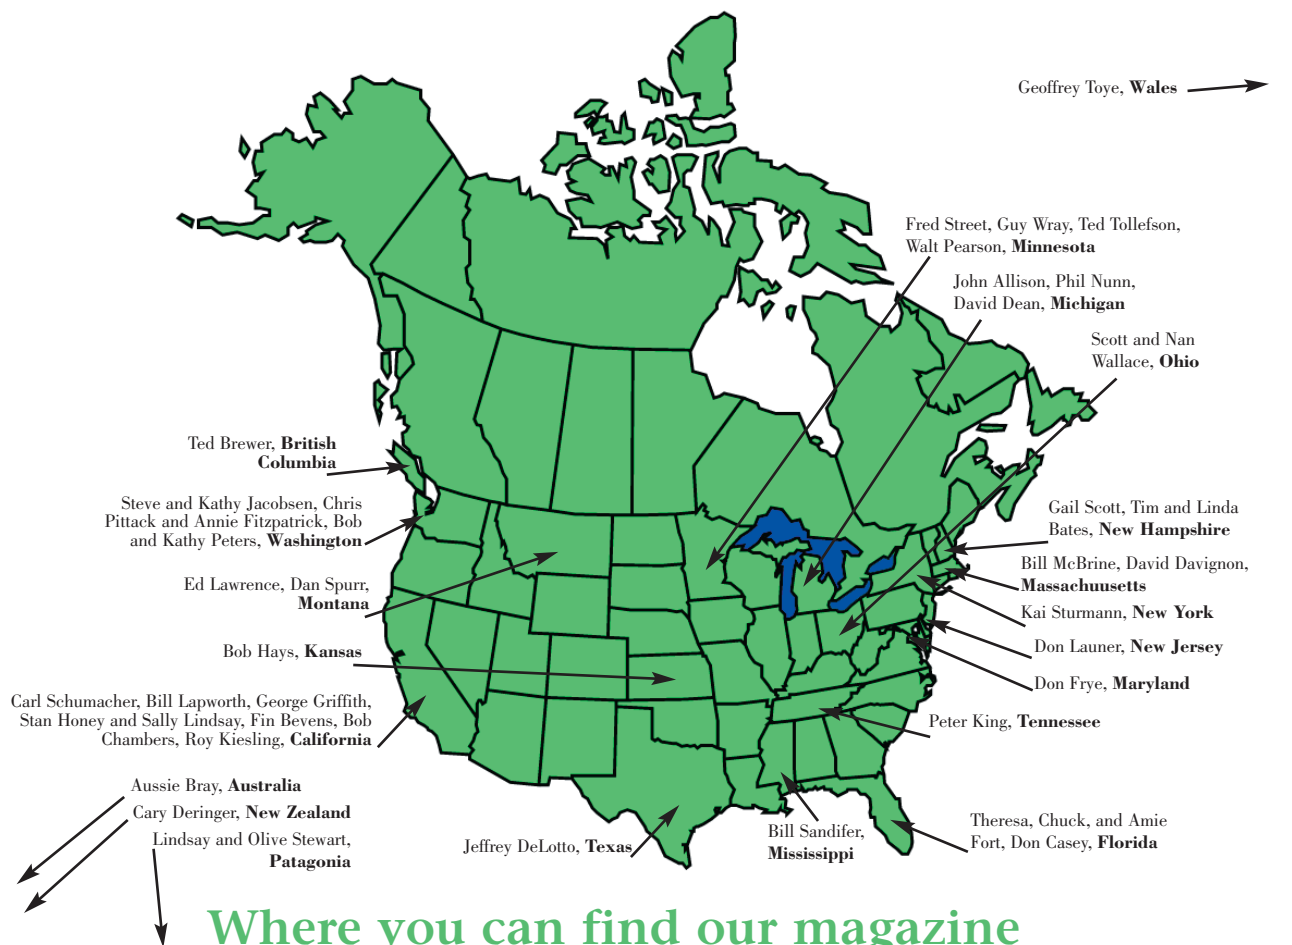 Geoffrey Toye, Wales
Fred Street, Guy Wray, Ted Tollefson,
Walt Pearson, Minnesota
John Allison, Phil Nunn,
David Dean, Michigan
Scott and Nan
Wallace, Ohio
Ted Brewer, British
Columbia
Steve and Kathy Jacobsen, Chris
Pittack and Annie Fitzpatrick, Bob
and Kathy Peters, Washington
Gail Scott, Tim and Linda
Bates, New Hampshire
Bill McBrine, David Davignon,
Massachuusetts
Ed Lawrence, Dan Spurr,
Montana
Kai Sturmann, New York
Don Launer, New Jersey
Bob Hays, Kansas
Don Frye, Maryland
Carl Schumacher, Bill Lapworth, George Griffith,
Stan Honey and Sally Lindsay, Fin Bevens, Bob
Chambers, Roy Kiesling, California
Peter King, Tennessee
Aussie Bray, Australia
Cary Deringer, New Zealand
Lindsay and Olive Stewart,
Patagonia
Jeffrey DeLotto, Texas
Bill Sandifer,
Mississippi
Theresa, Chuck, and Amie
Fort, Don Casey, Florida
Where you can find our magazine